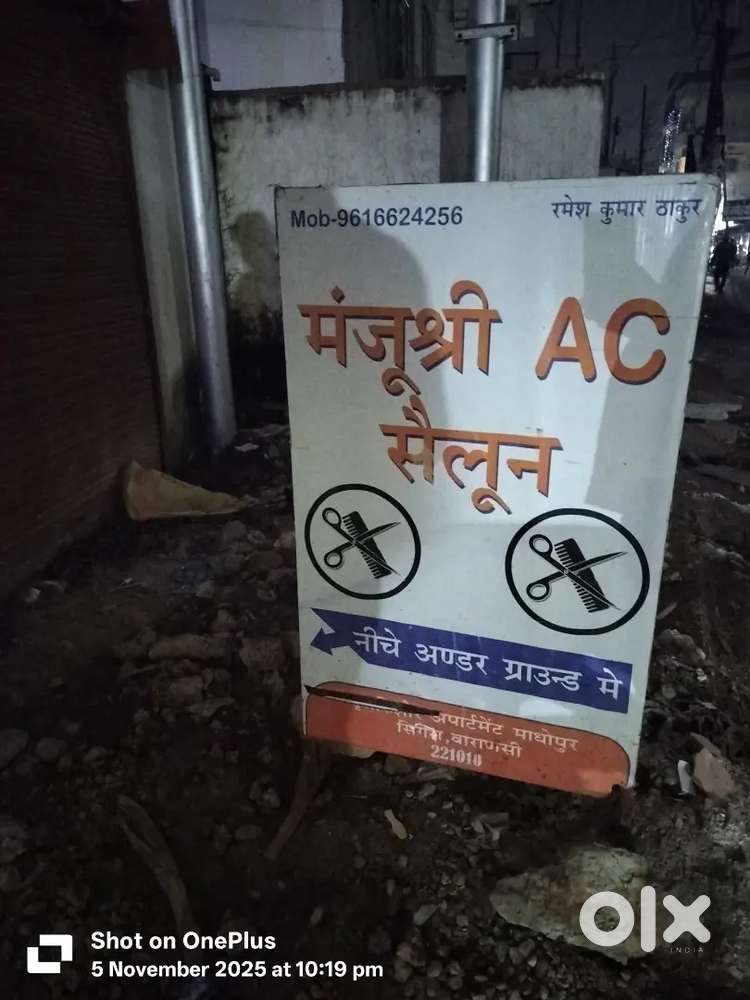 Mob-9616624256
रमेश कुमार ठाकुर
मंजूश्री AC
सैलून
नीचे अण्डर ग्राउन्ड मे
अपार्टमेंट माधोपुर
वाराणसी
221010
olx
INDIA
Shot on OnePlus
5 November 2025 at 10:19 pm